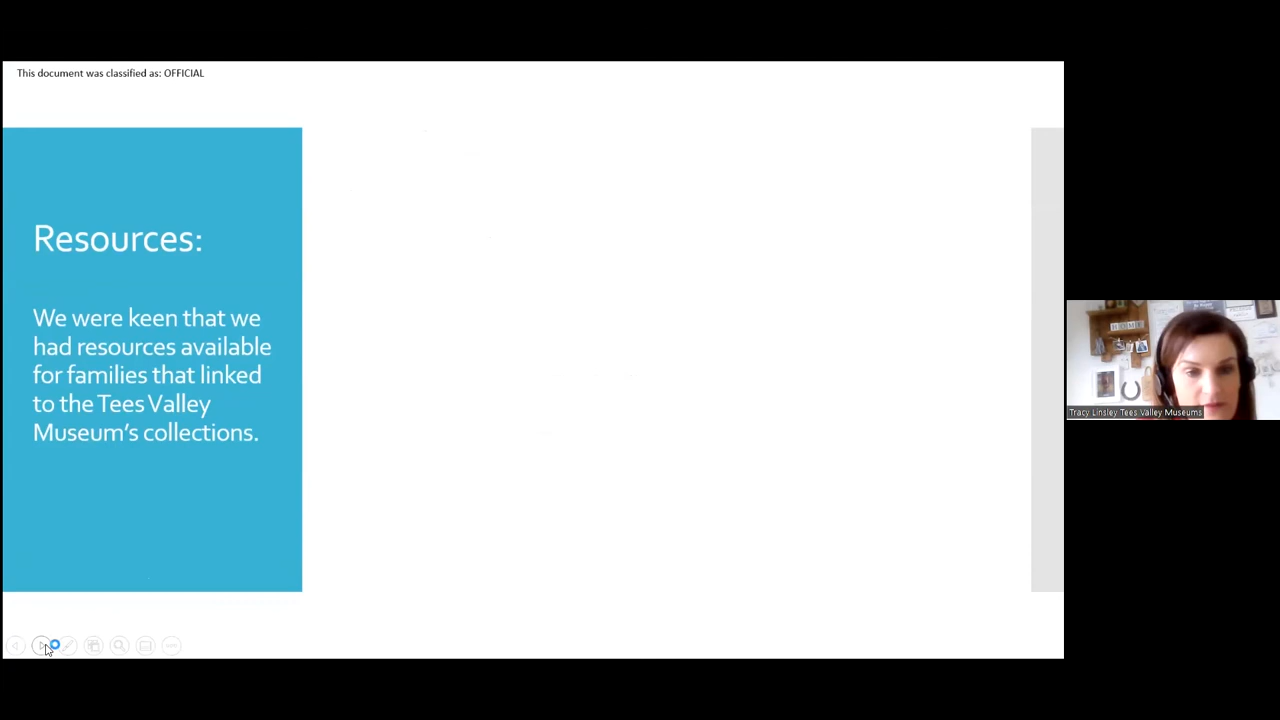 This document was classified as: OFFICIAL
Resources:
We were keen that we
had resources available
for families that linked
to the Tees Valley
Museum's collections.
Tracy Linsley Tees Valley Museums